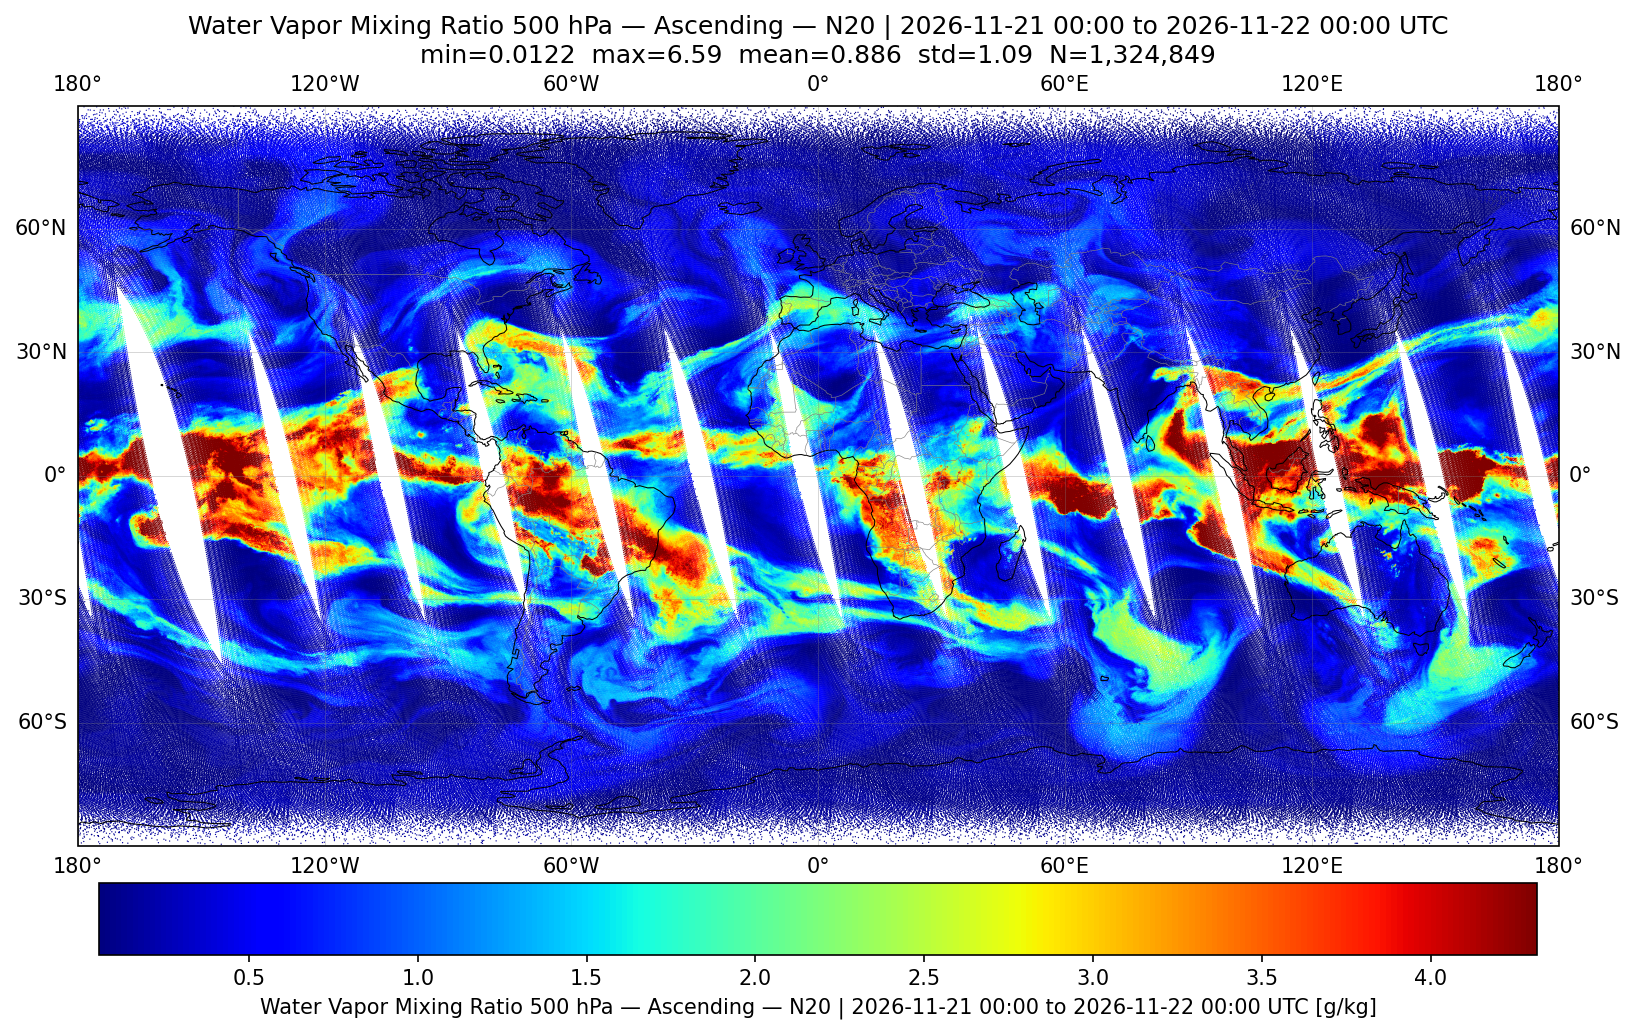 Water Vapor Mixing Ratio 500 hPa — Ascending — N20 | 2026-11-21 00:00 to 2026-11-22 00:00 UTC
min=0.0122  max=6.59  mean=0.886  std=1.09  N=1,324,849
180° 120°W 60°W 0° 60°E 120°E 180°
60°N 60°N
30°N 30°N
0° 0°
30°S 30°S
60°S 60°S
180° 120°W 60°W 0° 60°E 120°E 180°
0.5 1.0 1.5 2.0 2.5 3.0 3.5 4.0
Water Vapor Mixing Ratio 500 hPa — Ascending — N20 | 2026-11-21 00:00 to 2026-11-22 00:00 UTC [g/kg]